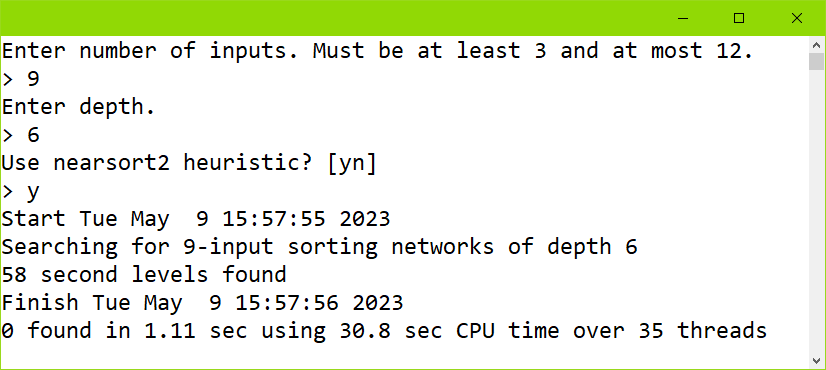 Enter number of inputs. Must be at least 3 and at most 12.
> 9
Enter depth.
> 6
Use nearsort2 heuristic? [yn]
> y
Start Tue May  9 15:57:55 2023
Searching for 9-input sorting networks of depth 6
58 second levels found
Finish Tue May  9 15:57:56 2023
0 found in 1.11 sec using 30.8 sec CPU time over 35 threads